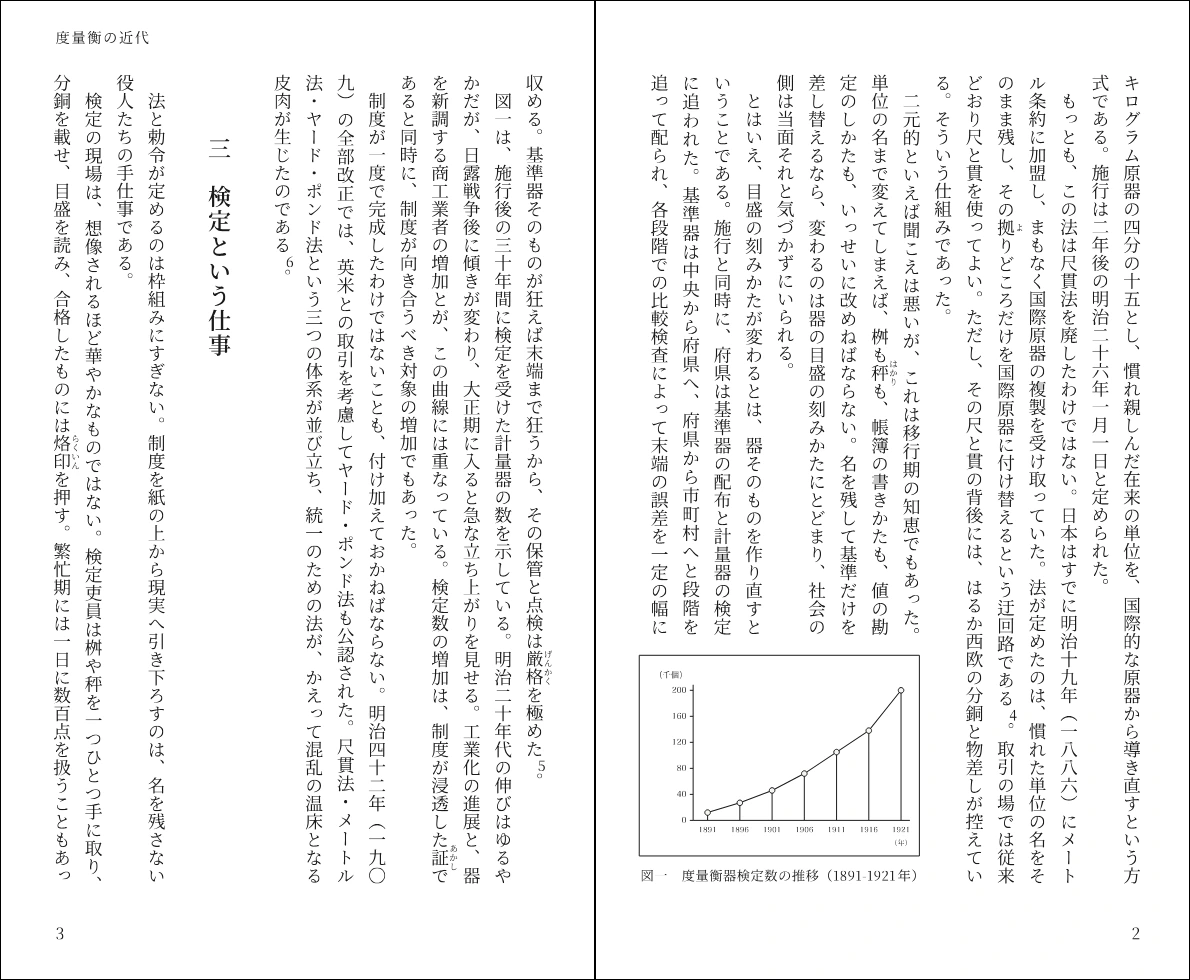 キログラム原器の四分の十五とし、慣れ親しんだ在来の単位を、国際的な原器から導き直すという方
式である。施行は二年後の明治二十六年一月一日と定められた。
もっとも、この法は尺貫法を廃したわけではない。日本はすでに明治十九年（一八八六）にメート
ル条約に加盟し、まもなく国際原器の複製を受け取っていた。法が定めたのは、慣れた単位の名をそ
のまま残し、その拠りどころだけを国際原器に付け替えるという迂回路である4。取引の場では従来
よ
どおり尺と貫を使ってよい。ただし、その尺と貫の背後には、はるか西欧の分銅と物差しが控えてい
る。そういう仕組みであった。
二元的といえば聞こえは悪いが、これは移行期の知恵でもあった。
単位の名まで変えてしまえば、桝も秤も、帳簿の書きかたも、値の勘
はかり
定のしかたも、いっせいに改めねばならない。名を残して基準だけを
差し替えるなら、変わるのは器の目盛の刻みかたにとどまり、社会の
側は当面それと気づかずにいられる。
とはいえ、目盛の刻みかたが変わるとは、器そのものを作り直すと
いうことである。施行と同時に、府県は基準器の配布と計量器の検定
に追われた。基準器は中央から府県へ、府県から市町村へと段階を
追って配られ、各段階での比較検査によって末端の誤差を一定の幅に
（千個）
200
160
120
80
40
0
1891 1896 1901 1906 1911 1916 1921
（年）
図一　度量衡器検定数の推移（1891-1921年）
2
度量衡の近代
収める。基準器そのものが狂えば末端まで狂うから、その保管と点検は厳格を極めた5。
げんかく
図一は、施行後の三十年間に検定を受けた計量器の数を示している。明治二十年代の伸びはゆるや
かだが、日露戦争後に傾きが変わり、大正期に入ると急な立ち上がりを見せる。工業化の進展と、器
を新調する商工業者の増加とが、この曲線には重なっている。検定数の増加は、制度が浸透した証で
あかし
あると同時に、制度が向き合うべき対象の増加でもあった。
制度が一度で完成したわけではないことも、付け加えておかねばならない。明治四十二年（一九〇
九）の全部改正では、英米との取引を考慮してヤード・ポンド法も公認された。尺貫法・メートル
法・ヤード・ポンド法という三つの体系が並び立ち、統一のための法が、かえって混乱の温床となる
皮肉が生じたのである6。
三　検定という仕事
法と勅令が定めるのは枠組みにすぎない。制度を紙の上から現実へ引き下ろすのは、名を残さない
役人たちの手仕事である。
検定の現場は、想像されるほど華やかなものではない。検定吏員は桝や秤を一つひとつ手に取り、
分銅を載せ、目盛を読み、合格したものには烙印を押す。繁忙期には一日に数百点を扱うこともあっ
らくいん
3